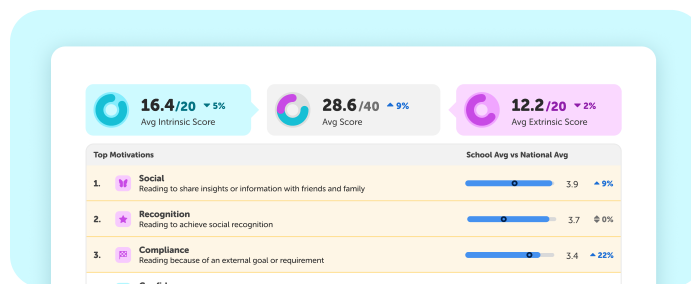 16.4/20 5%
Avg Intrinsic Score
28.6/40 9%
Avg Score
12.2/20 2%
Avg Extrinsic Score
Top Motivations School Avg vs National Avg
1. Social
Reading to share insights or information with friends and family
3.9 9%
2. Recognition
Reading to achieve social recognition
3.7 0%
3. Compliance
Reading because of an external goal or requirement
3.4 22%